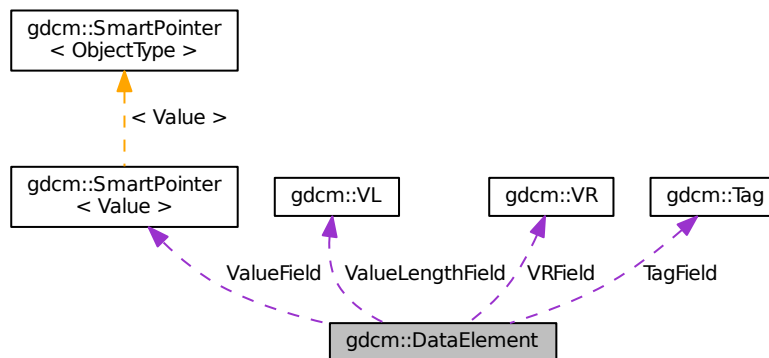 gdcm::SmartPointer
< ObjectType >
< Value >
gdcm::SmartPointer
< Value >
gdcm::VL
gdcm::VR
gdcm::Tag
ValueField
ValueLengthField
VRField
TagField
gdcm::DataElement